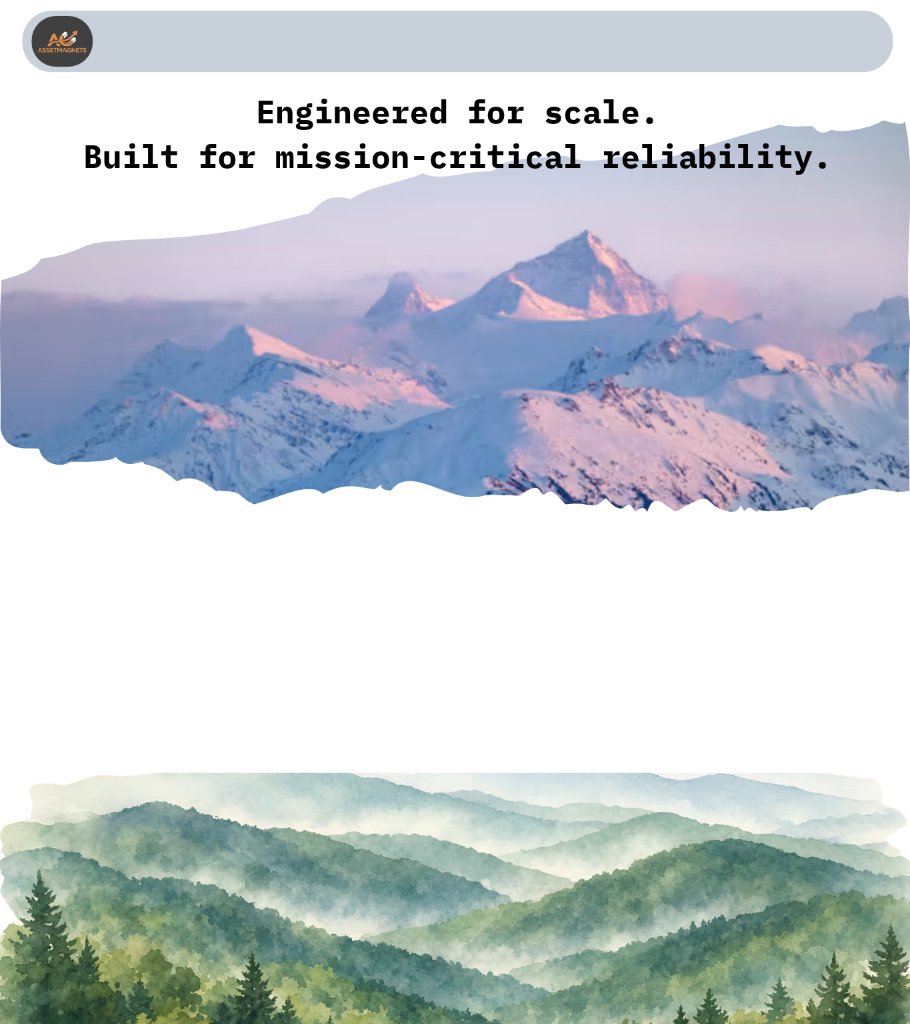 ASSETMAGNETS
Engineered for scale.
Built for mission-critical reliability.